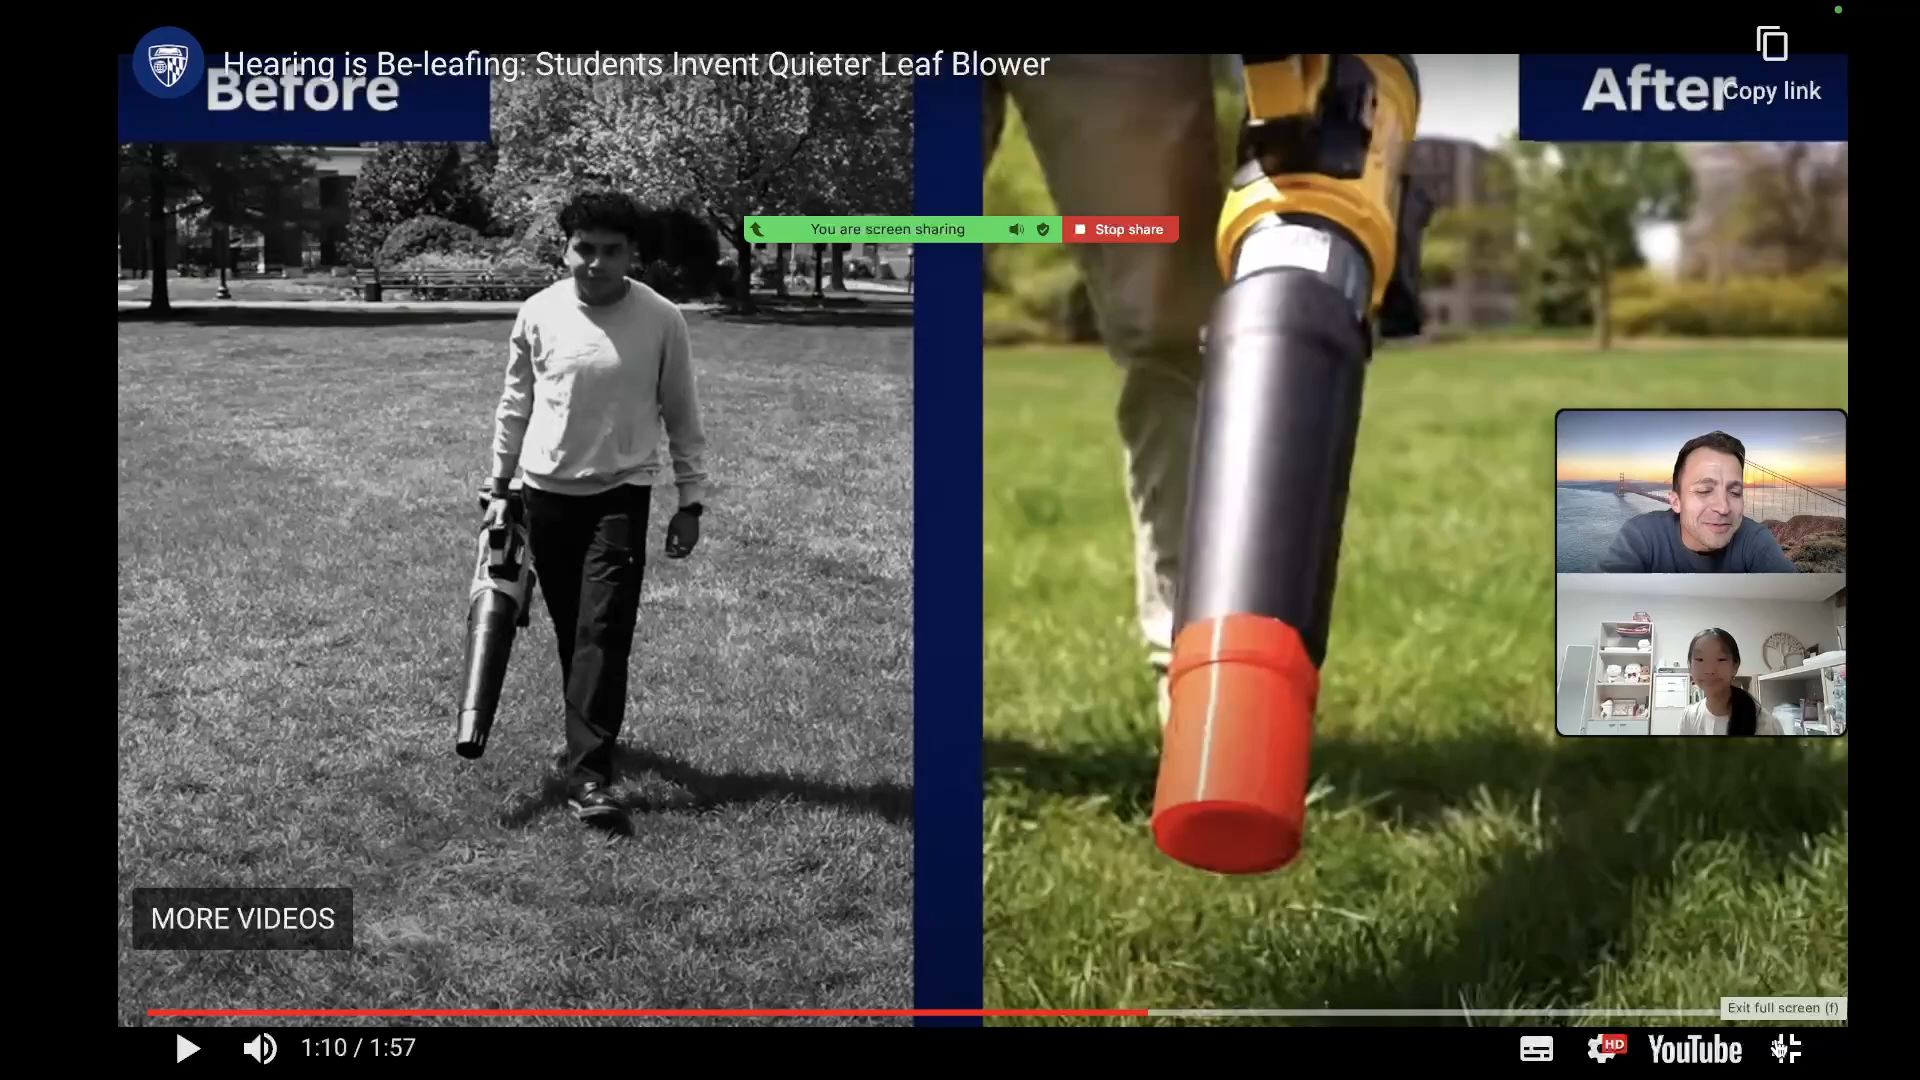 Hearing is Be-leafing: Students Invent Quieter Leaf Blower
Before
After
Copy link
You are screen sharing
Stop share
MORE VIDEOS
Exit full screen (f)
1:10 / 1:57
HD
YouTube